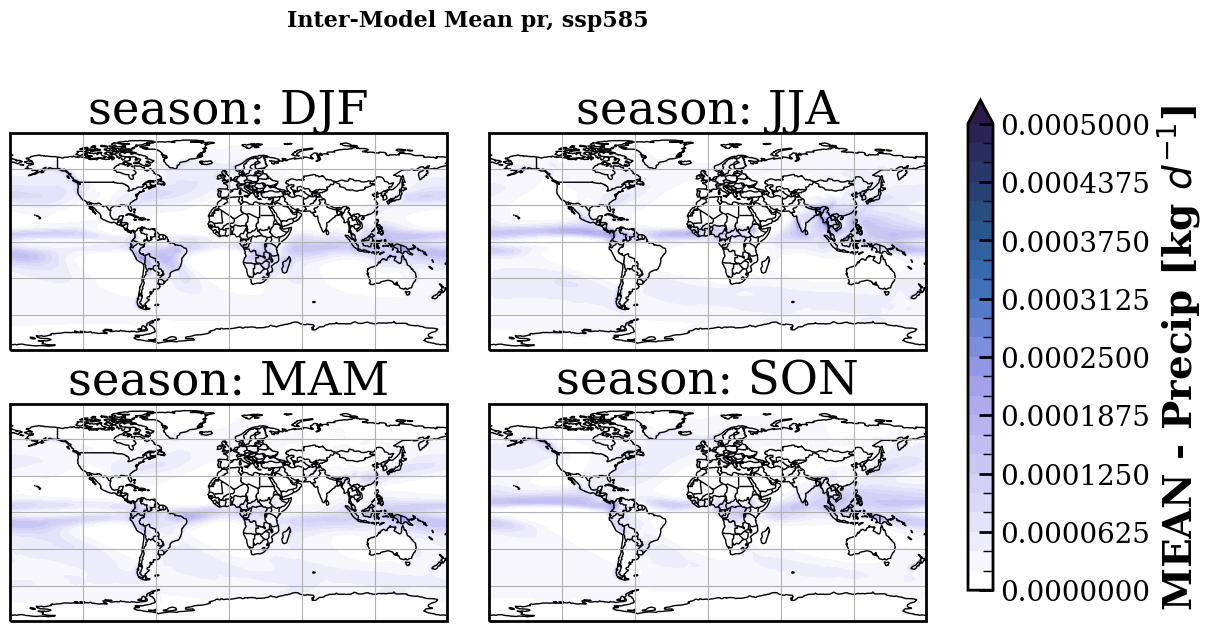 Inter-Model Mean pr, ssp585
season: DJF
season: JJA
season: MAM
season: SON
0.0005000
0.0004375
0.0003750
0.0003125
0.0002500
0.0001875
0.0001250
0.0000625
0.0000000
MEAN - Precip [kg d⁻¹]